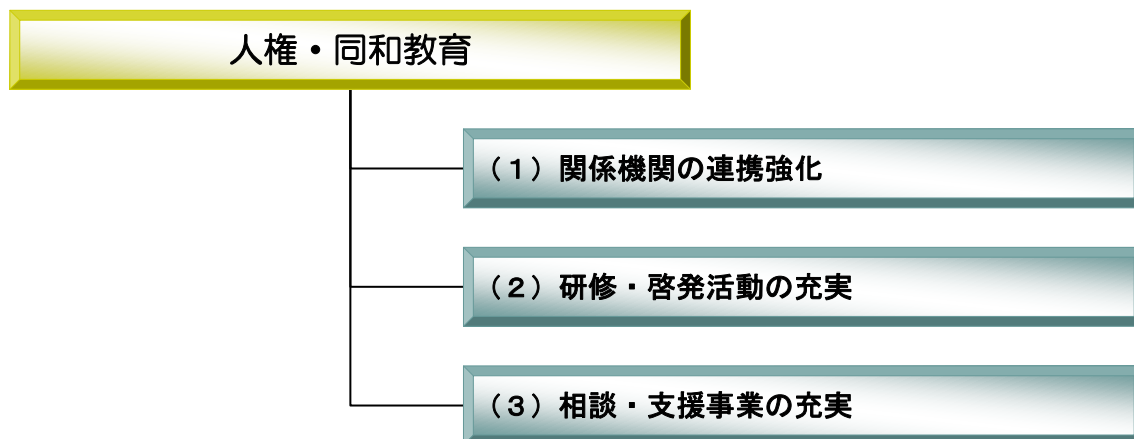 人権・同和教育
（１）関係機関の連携強化
（２）研修・啓発活動の充実
（３）相談・支援事業の充実